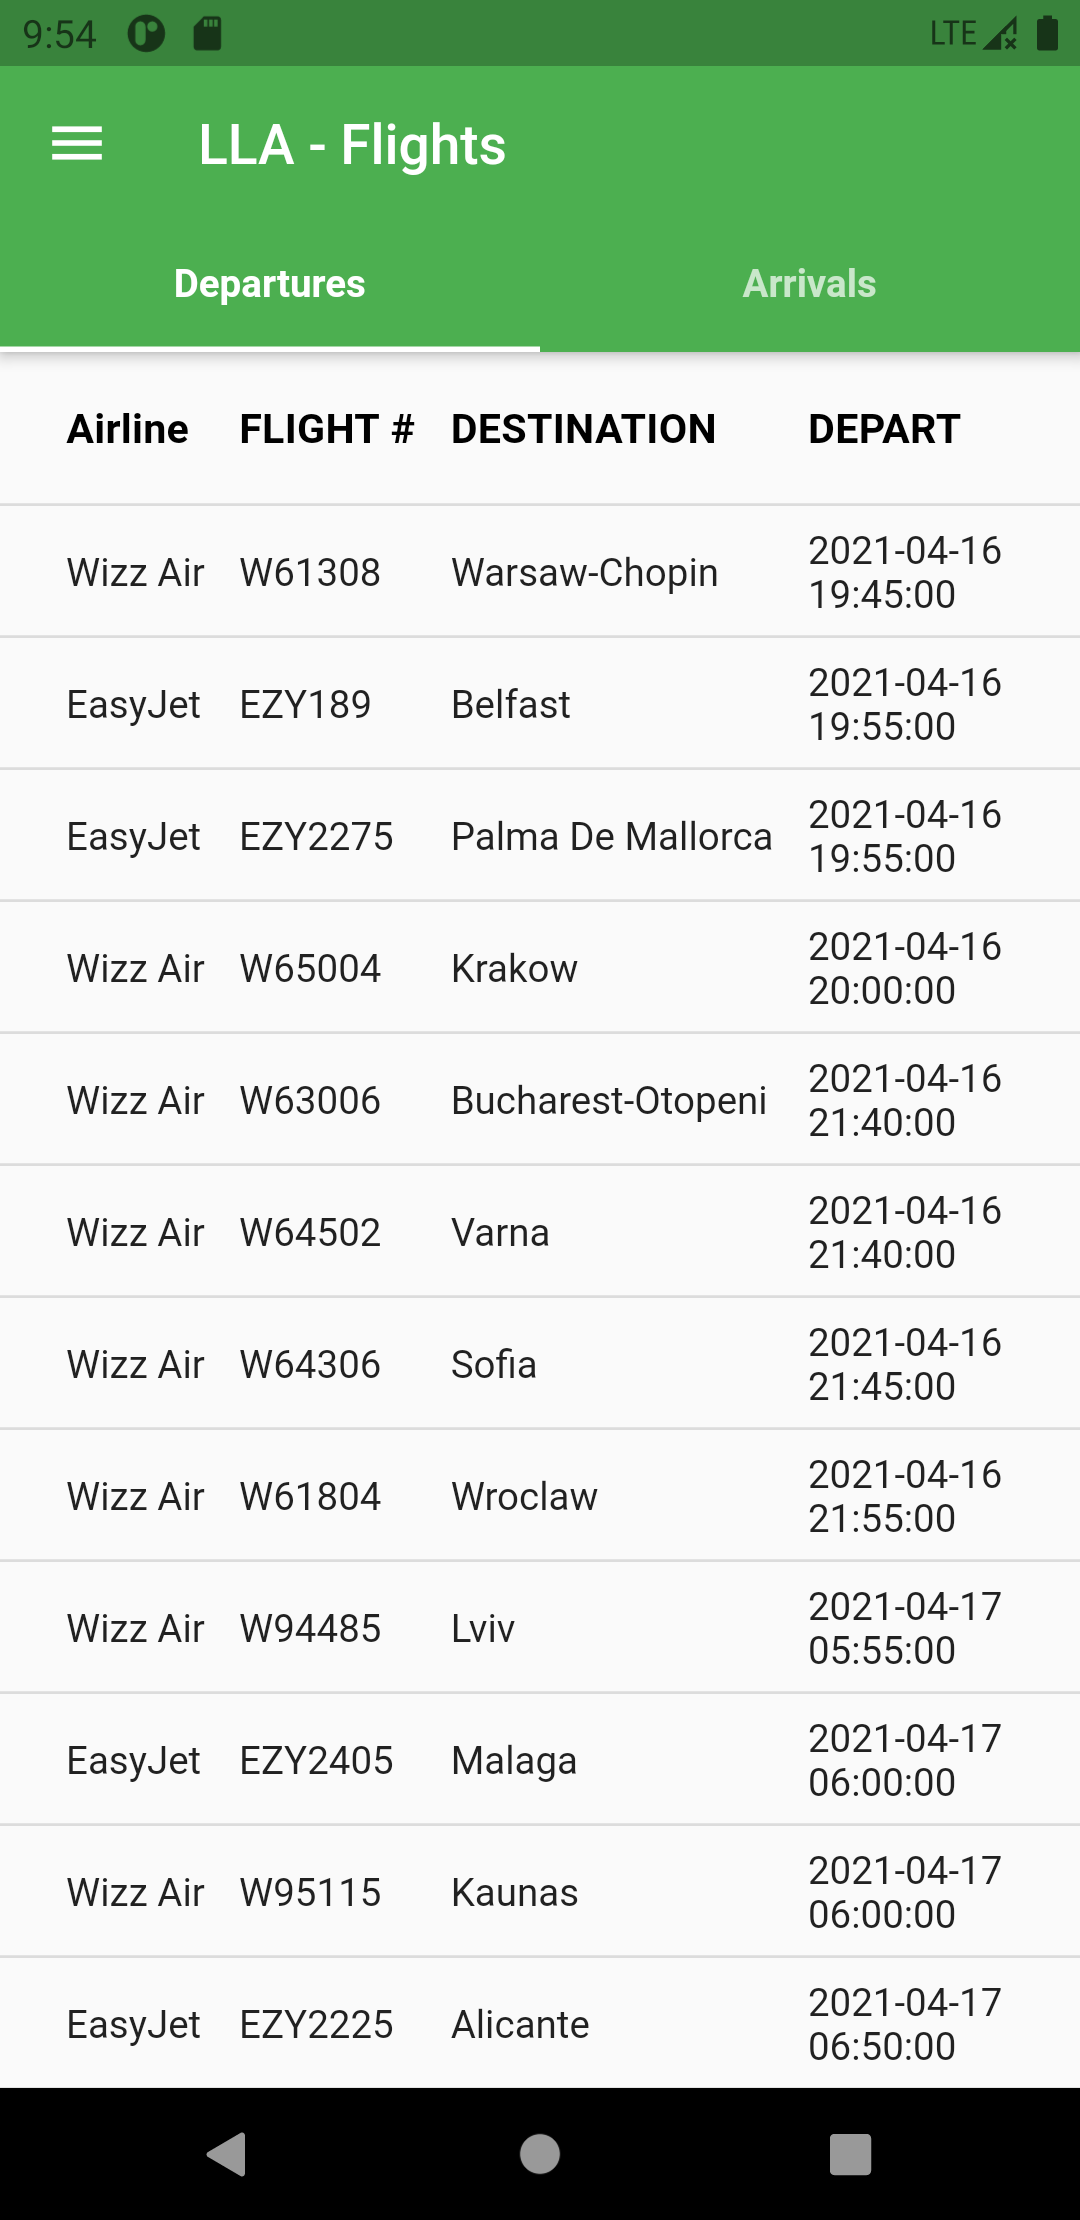 9:54 LTE
LLA - Flights
Departures Arrivals
Airline FLIGHT # DESTINATION DEPART
Wizz Air W61308 Warsaw-Chopin 2021-04-16
19:45:00
EasyJet EZY189 Belfast 2021-04-16
19:55:00
EasyJet EZY2275 Palma De Mallorca 2021-04-16
19:55:00
Wizz Air W65004 Krakow 2021-04-16
20:00:00
Wizz Air W63006 Bucharest-Otopeni 2021-04-16
21:40:00
Wizz Air W64502 Varna 2021-04-16
21:40:00
Wizz Air W64306 Sofia 2021-04-16
21:45:00
Wizz Air W61804 Wroclaw 2021-04-16
21:55:00
Wizz Air W94485 Lviv 2021-04-17
05:55:00
EasyJet EZY2405 Malaga 2021-04-17
06:00:00
Wizz Air W95115 Kaunas 2021-04-17
06:00:00
EasyJet EZY2225 Alicante 2021-04-17
06:50:00